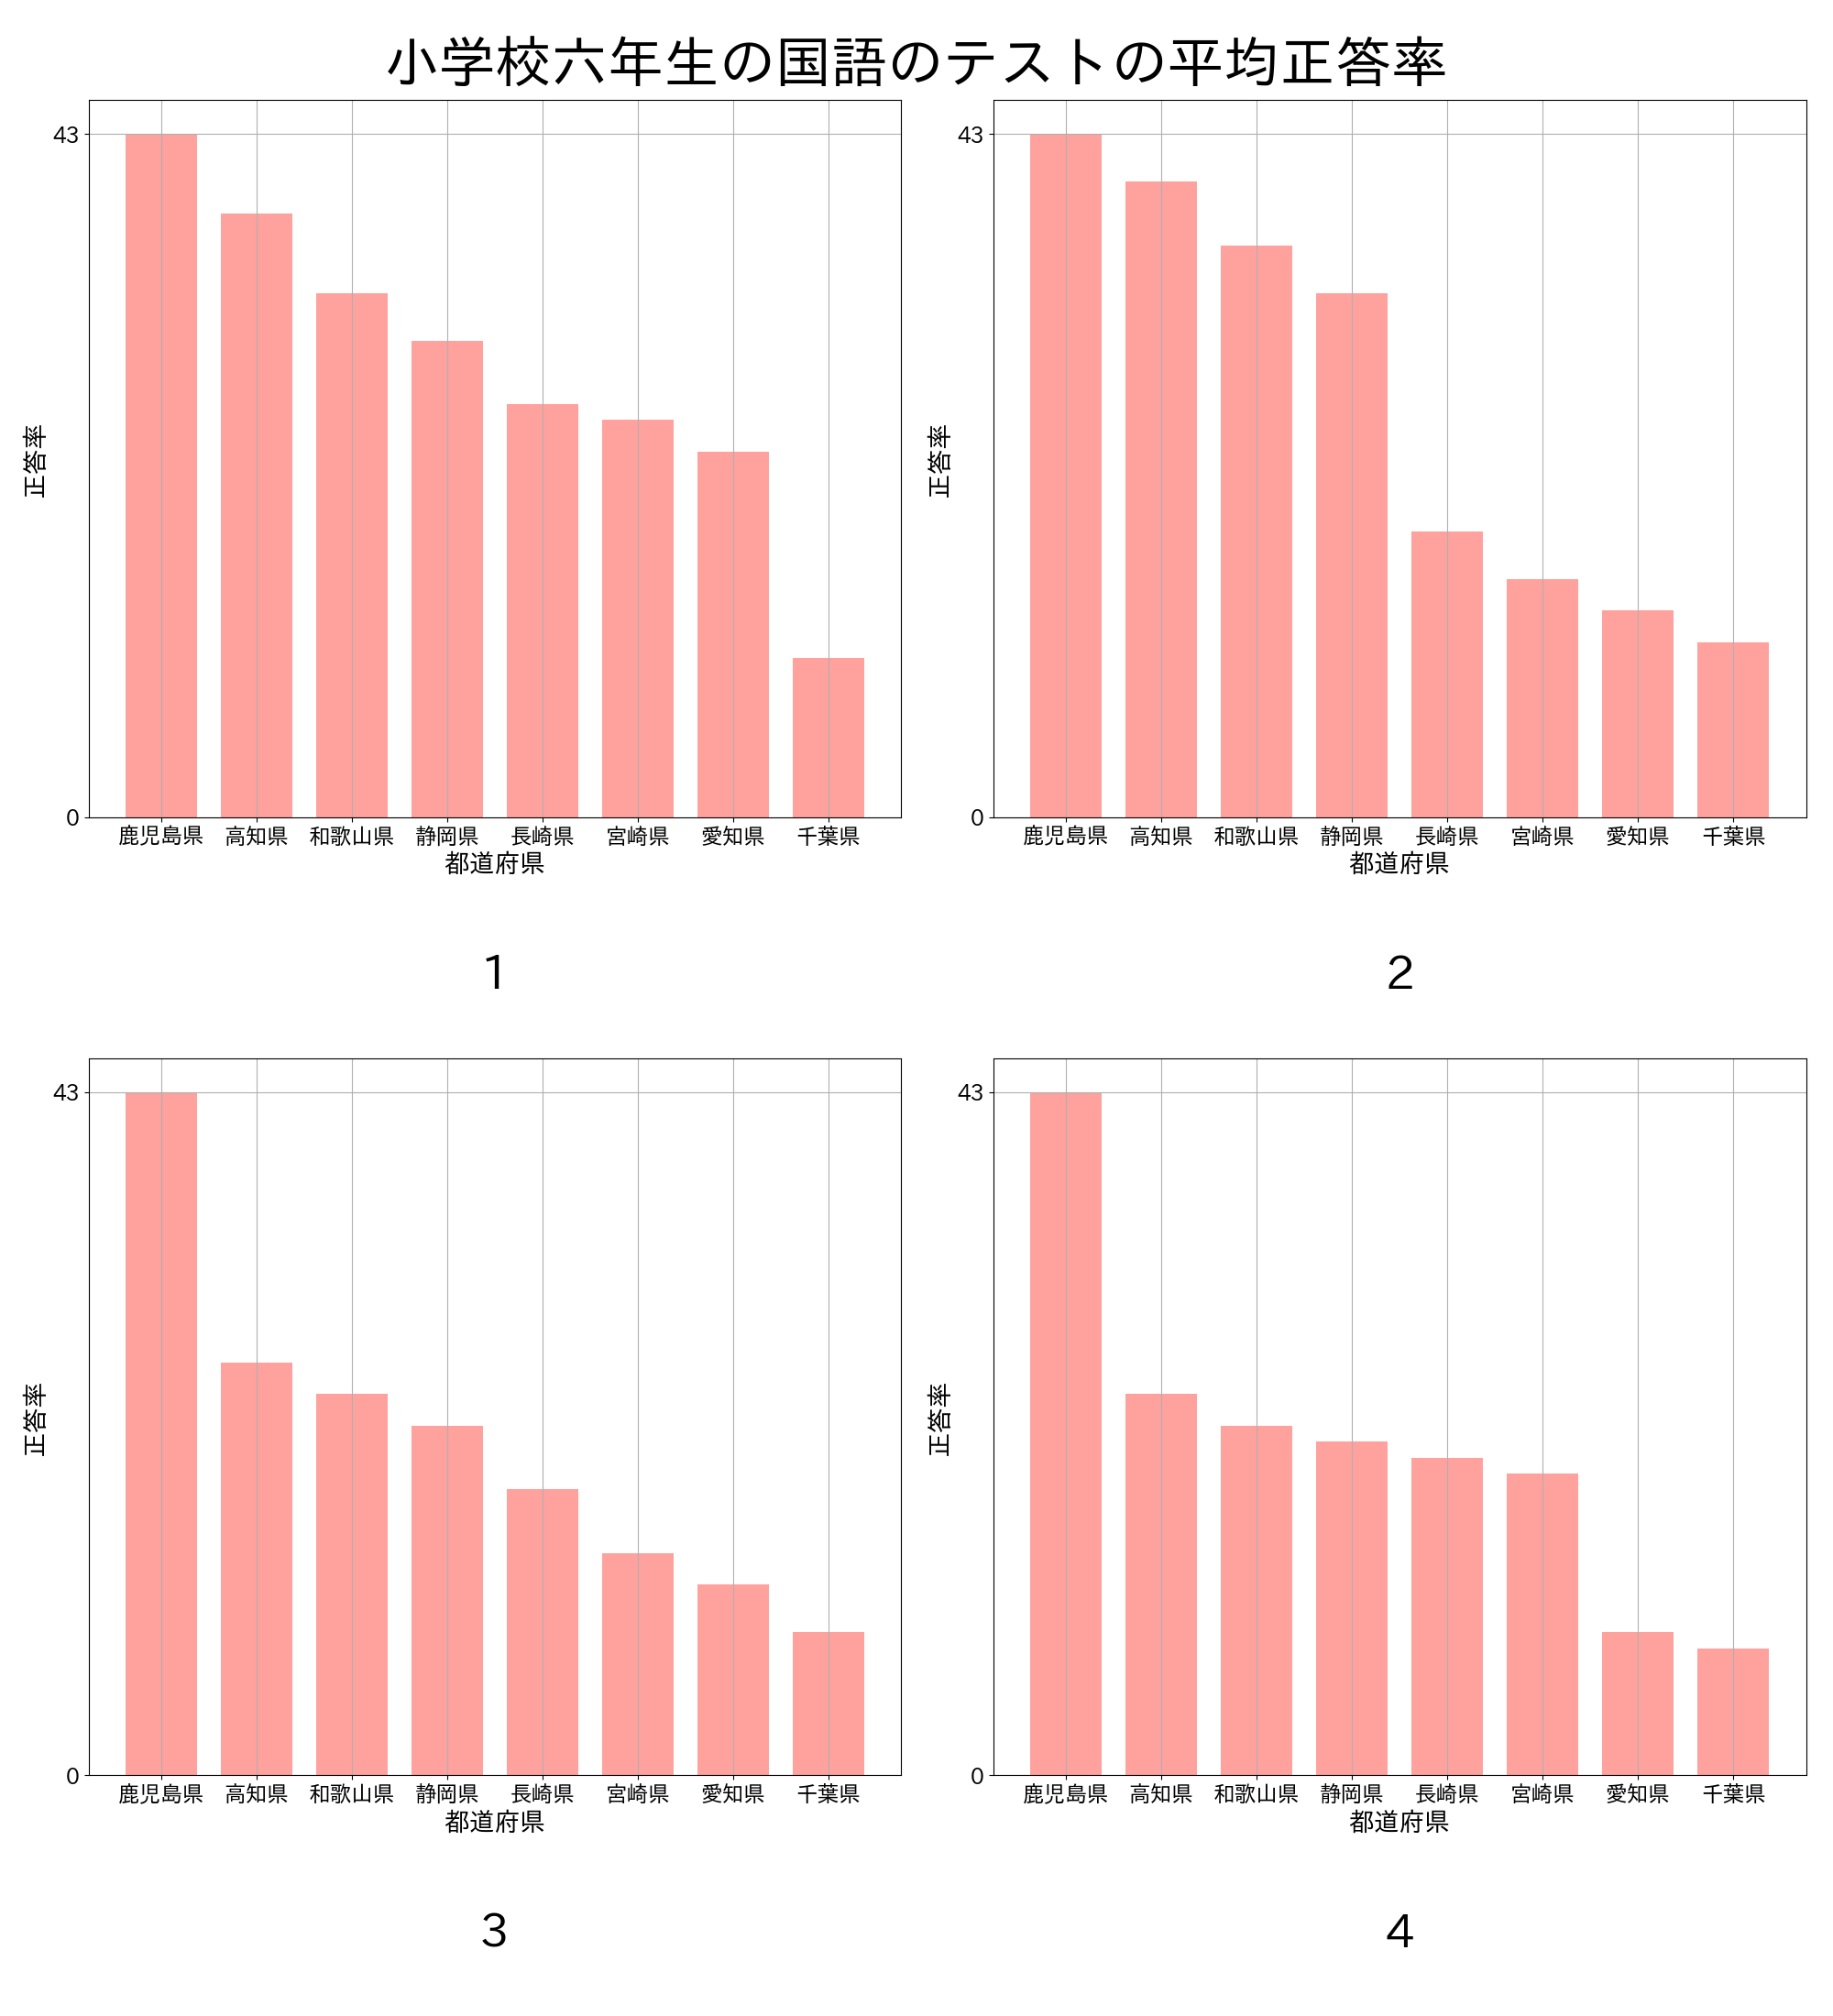 小学校六年生の国語のテストの平均正答率
43
0
正答率
鹿児島県 高知県 和歌山県 静岡県 長崎県 宮崎県 愛知県 千葉県
都道府県
1
43
0
正答率
鹿児島県 高知県 和歌山県 静岡県 長崎県 宮崎県 愛知県 千葉県
都道府県
2
43
0
正答率
鹿児島県 高知県 和歌山県 静岡県 長崎県 宮崎県 愛知県 千葉県
都道府県
3
43
0
正答率
鹿児島県 高知県 和歌山県 静岡県 長崎県 宮崎県 愛知県 千葉県
都道府県
4